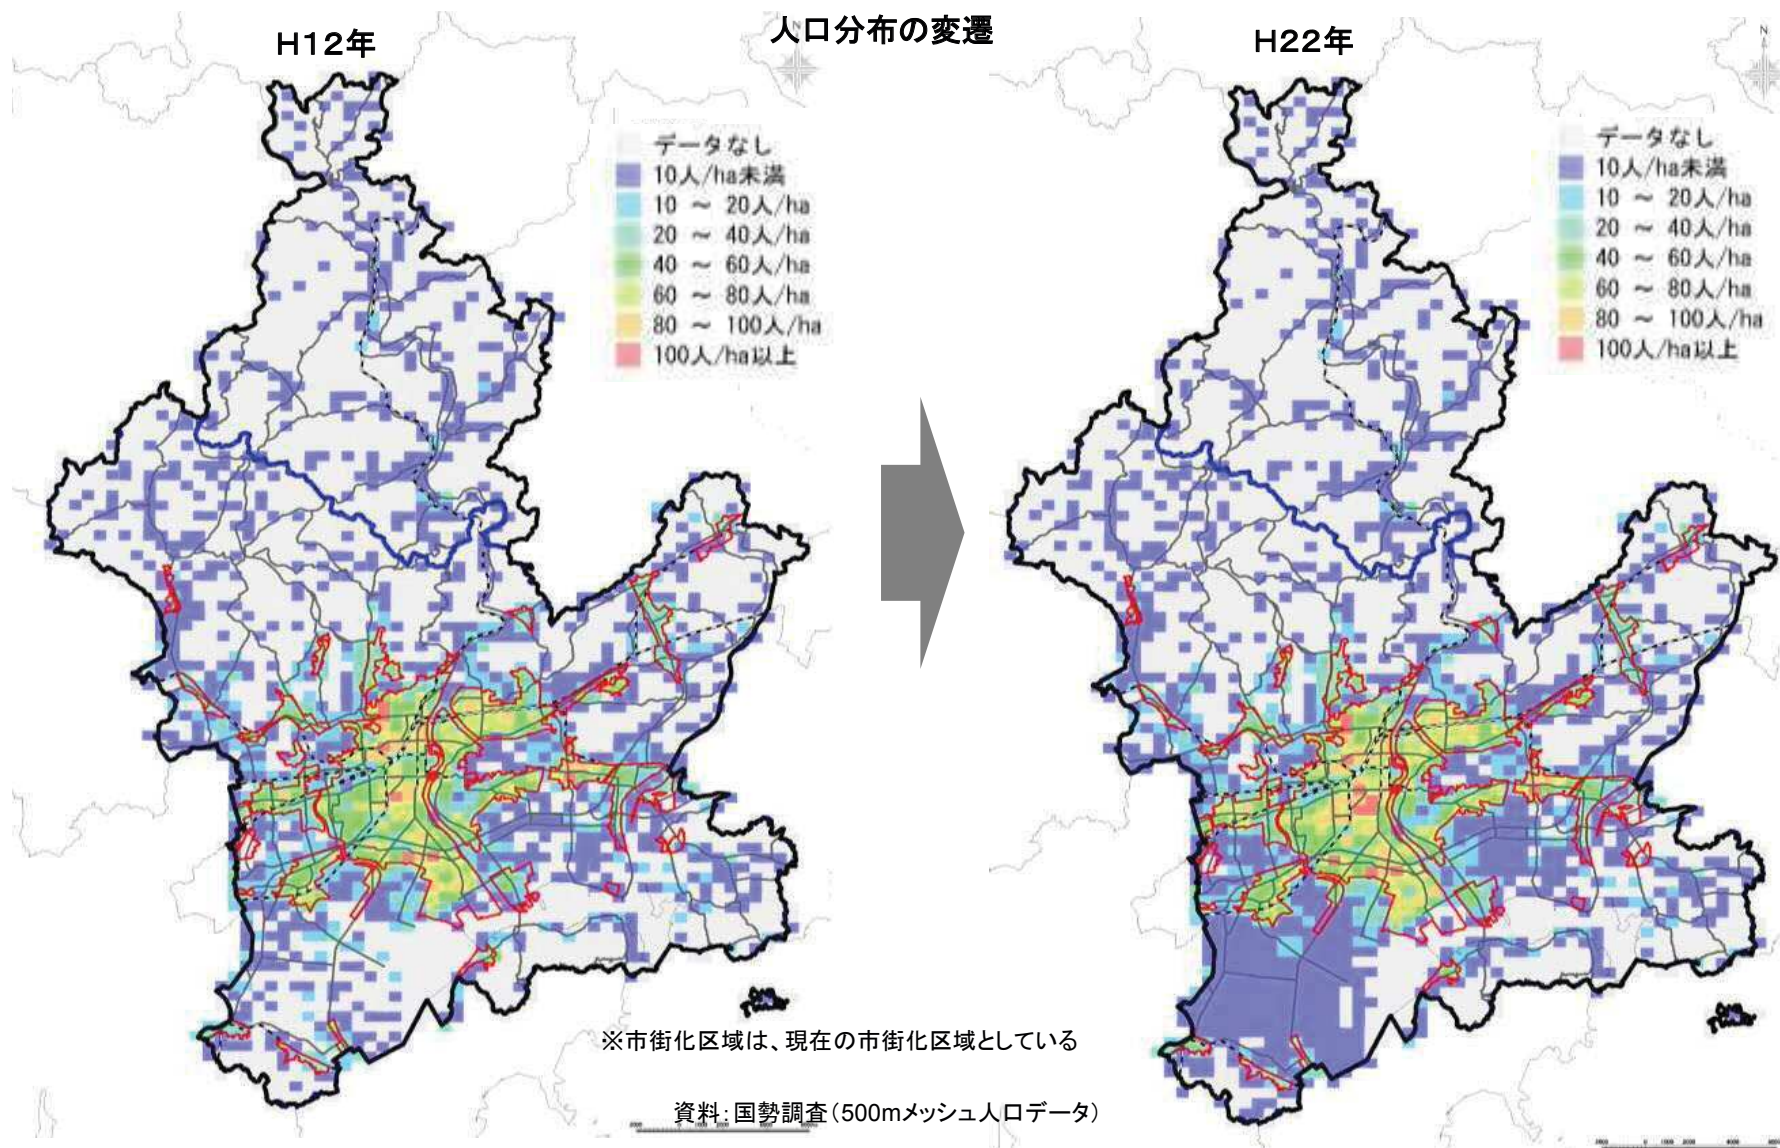 人口分布の変遷
H12年
データなし
10人/ha未満
10 ～ 20人/ha
20 ～ 40人/ha
40 ～ 60人/ha
60 ～ 80人/ha
80 ～ 100人/ha
100人/ha以上
H22年
N
データなし
10人/ha未満
10 ～ 20人/ha
20 ～ 40人/ha
40 ～ 60人/ha
60 ～ 80人/ha
80 ～ 100人/ha
100人/ha以上
※市街化区域は、現在の市街化区域としている
資料：国勢調査（500mメッシュ人口データ）